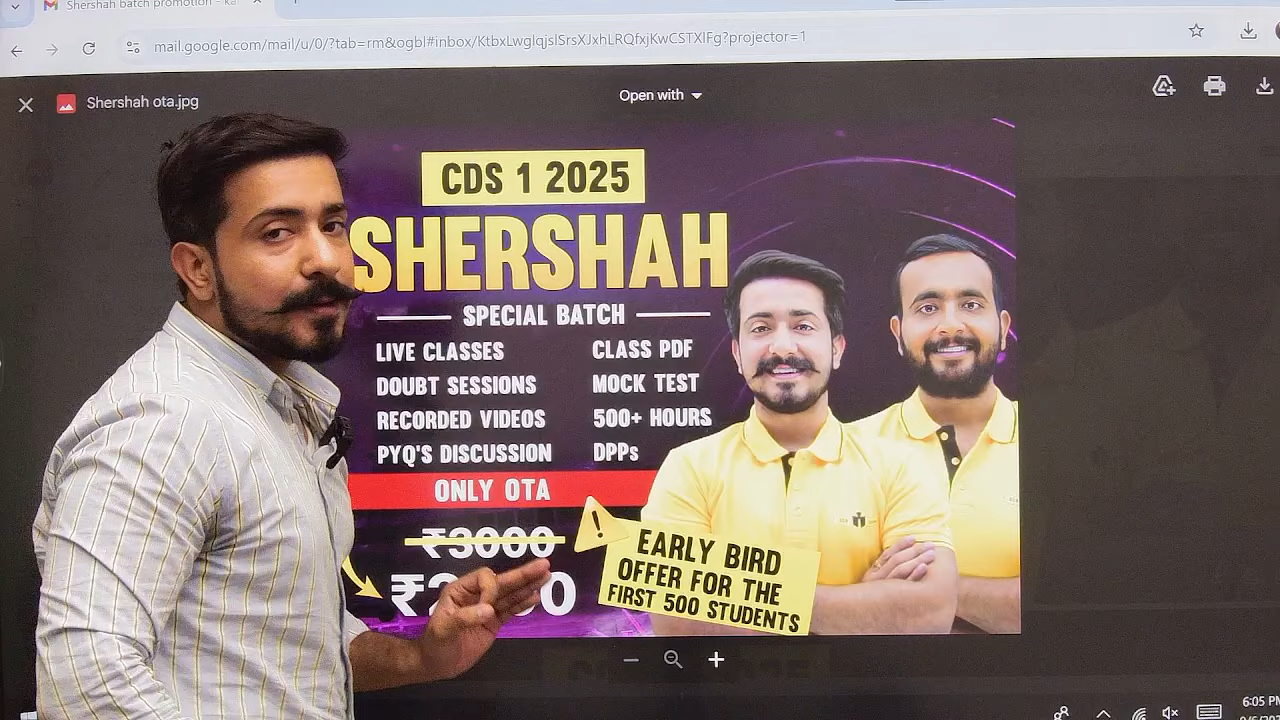 Shershah batch promotion - ka
mail.google.com/mail/u/0/?tab=rm&ogbl#inbox/KtbxLwglqjslSrsXJxhLRQfxjKwCSTXlFg?projector=1
Shershah ota.jpg
Open with
CDS 1 2025
SHERSHAH
SPECIAL BATCH
LIVE CLASSES CLASS PDF
DOUBT SESSIONS MOCK TEST
RECORDED VIDEOS 500+ HOURS
PYQ'S DISCUSSION DPPs
ONLY OTA
₹3000
EARLY BIRD
OFFER FOR THE
FIRST 500 STUDENTS
6:05 PM